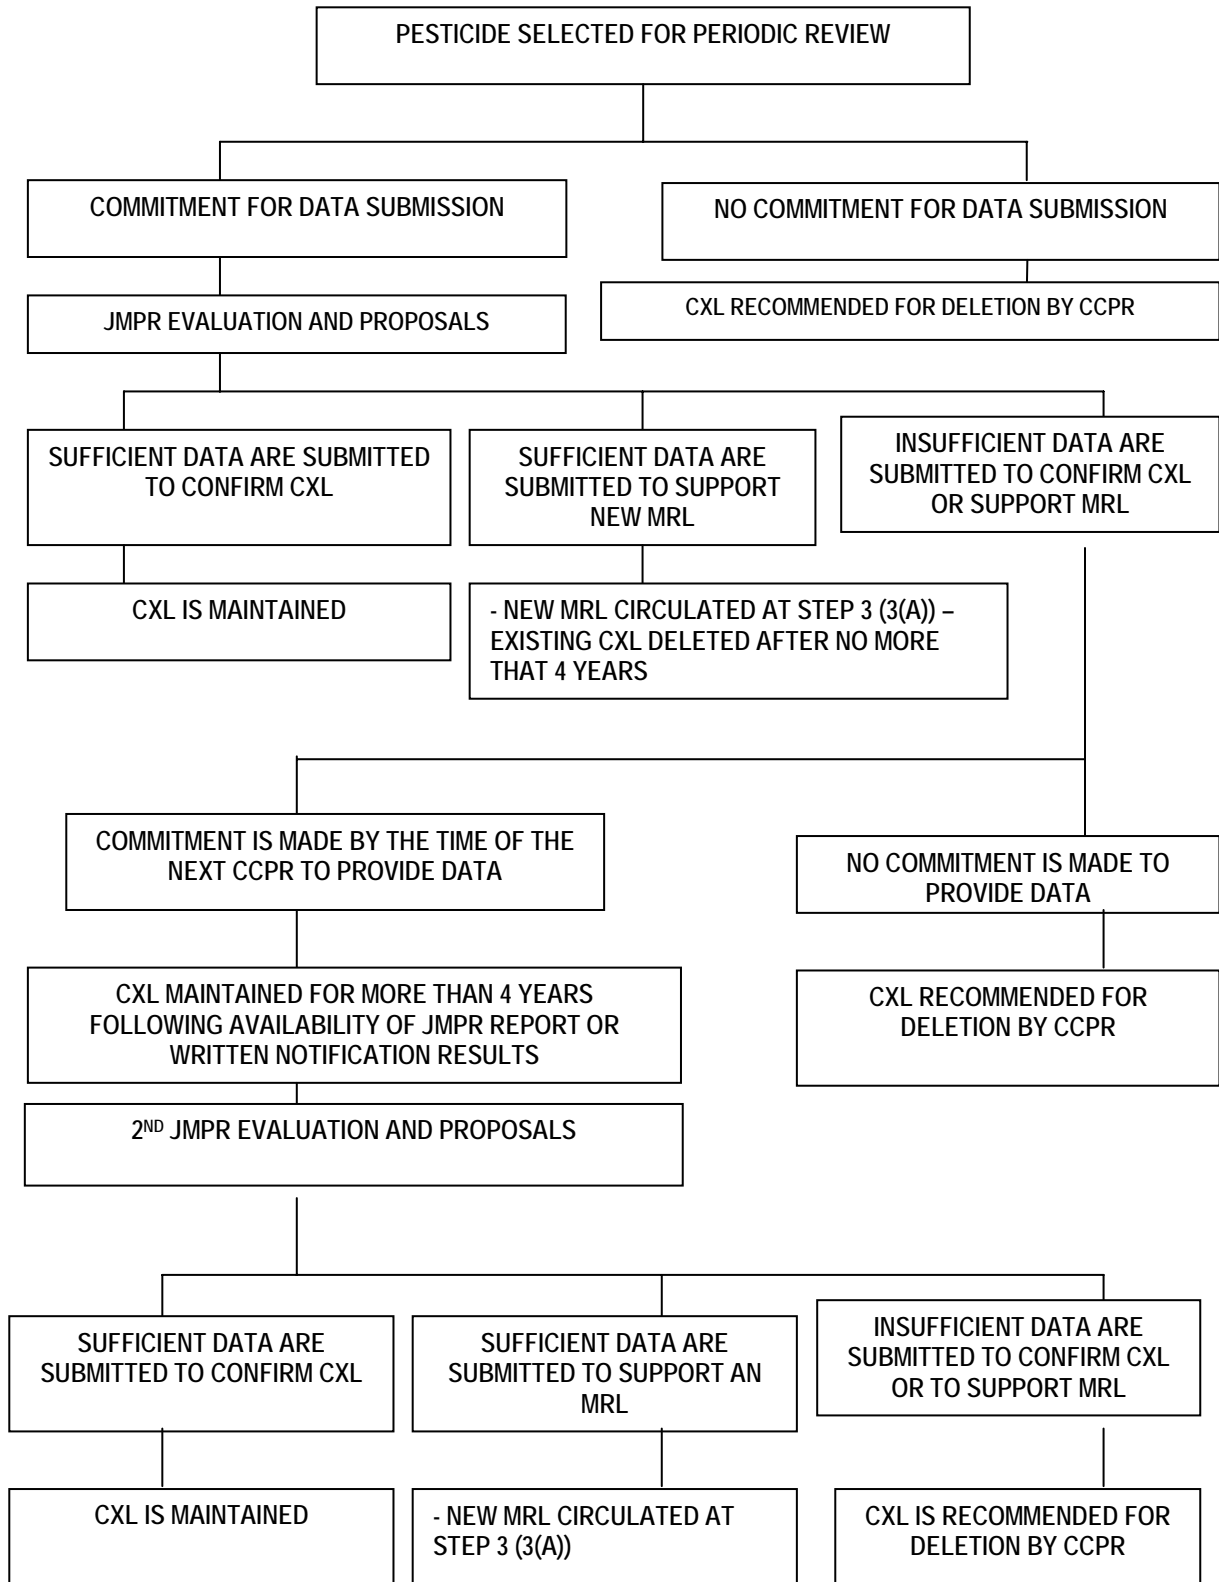 PESTICIDE SELECTED FOR PERIODIC REVIEW
COMMITMENT FOR DATA SUBMISSION
NO COMMITMENT FOR DATA SUBMISSION
JMPR EVALUATION AND PROPOSALS
CXL RECOMMENDED FOR DELETION BY CCPR
SUFFICIENT DATA ARE SUBMITTED
TO CONFIRM CXL
SUFFICIENT DATA ARE
SUBMITTED TO SUPPORT
NEW MRL
INSUFFICIENT DATA ARE
SUBMITTED TO CONFIRM CXL
OR SUPPORT MRL
CXL IS MAINTAINED
- NEW MRL CIRCULATED AT STEP 3 (3(A)) –
EXISTING CXL DELETED AFTER NO MORE
THAT 4 YEARS
COMMITMENT IS MADE BY THE TIME OF THE
NEXT CCPR TO PROVIDE DATA
NO COMMITMENT IS MADE TO
PROVIDE DATA
CXL MAINTAINED FOR MORE THAN 4 YEARS
FOLLOWING AVAILABILITY OF JMPR REPORT OR
WRITTEN NOTIFICATION RESULTS
CXL RECOMMENDED FOR
DELETION BY CCPR
2ND JMPR EVALUATION AND PROPOSALS
SUFFICIENT DATA ARE
SUBMITTED TO CONFIRM CXL
SUFFICIENT DATA ARE
SUBMITTED TO SUPPORT AN
MRL
INSUFFICIENT DATA ARE
SUBMITTED TO CONFIRM CXL
OR TO SUPPORT MRL
CXL IS MAINTAINED
- NEW MRL CIRCULATED AT
STEP 3 (3(A))
CXL IS RECOMMENDED FOR
DELETION BY CCPR